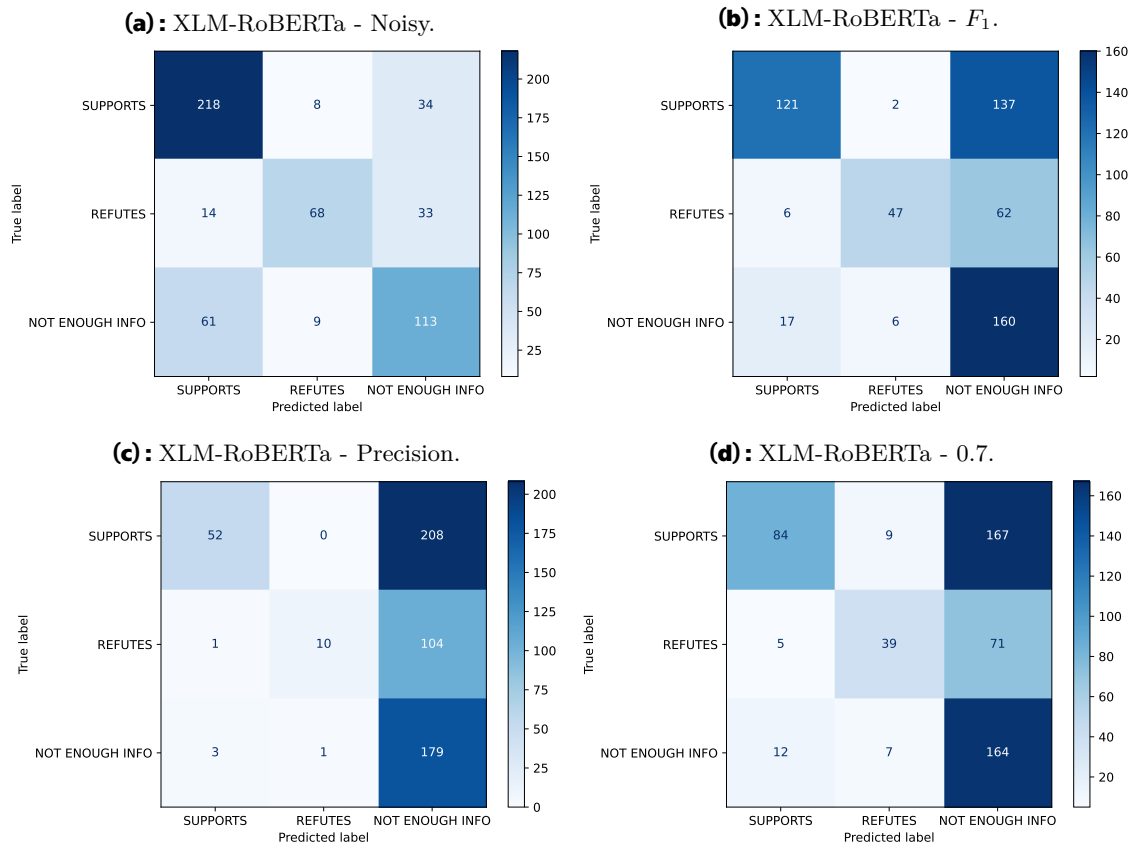 (a): XLM-RoBERTa - Noisy.
SUPPORTS
REFUTES
NOT ENOUGH INFO
True label
218 8 34
14 68 33
61 9 113
SUPPORTS REFUTES NOT ENOUGH INFO
Predicted label
200
175
150
125
100
75
50
25
(b): XLM-RoBERTa - F₁.
SUPPORTS
REFUTES
NOT ENOUGH INFO
True label
121 2 137
6 47 62
17 6 160
SUPPORTS REFUTES NOT ENOUGH INFO
Predicted label
160
140
120
100
80
60
40
20
(c): XLM-RoBERTa - Precision.
SUPPORTS
REFUTES
NOT ENOUGH INFO
True label
52 0 208
1 10 104
3 1 179
SUPPORTS REFUTES NOT ENOUGH INFO
Predicted label
200
175
150
125
100
75
50
25
0
(d): XLM-RoBERTa - 0.7.
SUPPORTS
REFUTES
NOT ENOUGH INFO
True label
84 9 167
5 39 71
12 7 164
SUPPORTS REFUTES NOT ENOUGH INFO
Predicted label
160
140
120
100
80
60
40
20